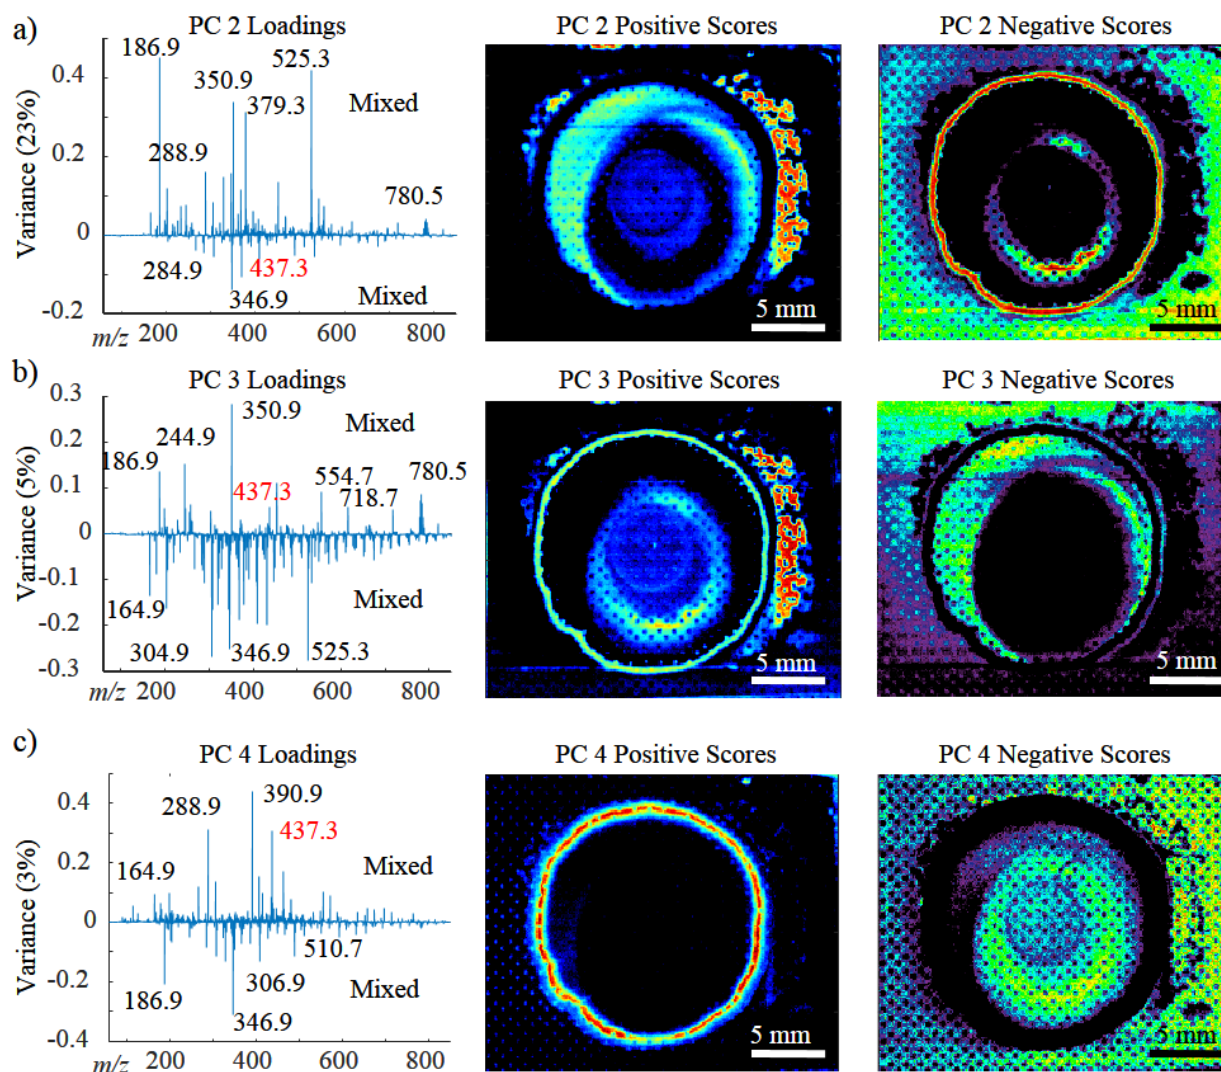 a)
PC 2 Loadings
PC 2 Positive Scores
PC 2 Negative Scores
186.9
525.3
0.4
350.9
379.3
Mixed
Variance (23%)
0.2
288.9
780.5
0
284.9
437.3
346.9
Mixed
-0.2
m/z 200 400 600 800
5 mm
5 mm
b)
PC 3 Loadings
PC 3 Positive Scores
PC 3 Negative Scores
0.3
350.9
Mixed
0.2
244.9
186.9
437.3
554.7
718.7
780.5
Variance (5%)
0.1
0
-0.1
164.9
Mixed
-0.2
304.9
346.9
525.3
-0.3
m/z 200 400 600 800
5 mm
5 mm
c)
PC 4 Loadings
PC 4 Positive Scores
PC 4 Negative Scores
0.4
288.9
390.9
437.3
164.9
Mixed
Variance (3%)
0.2
0
510.7
306.9
Mixed
-0.2
186.9
346.9
-0.4
m/z 200 400 600 800
5 mm
5 mm